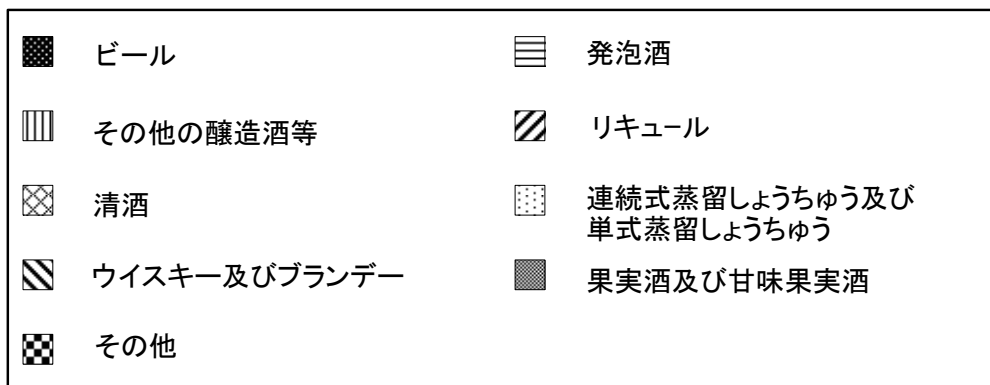 ビール
発泡酒
その他の醸造酒等
リキュール
清酒
連続式蒸留しょうちゅう及び
単式蒸留しょうちゅう
ウイスキー及びブランデー
果実酒及び甘味果実酒
その他